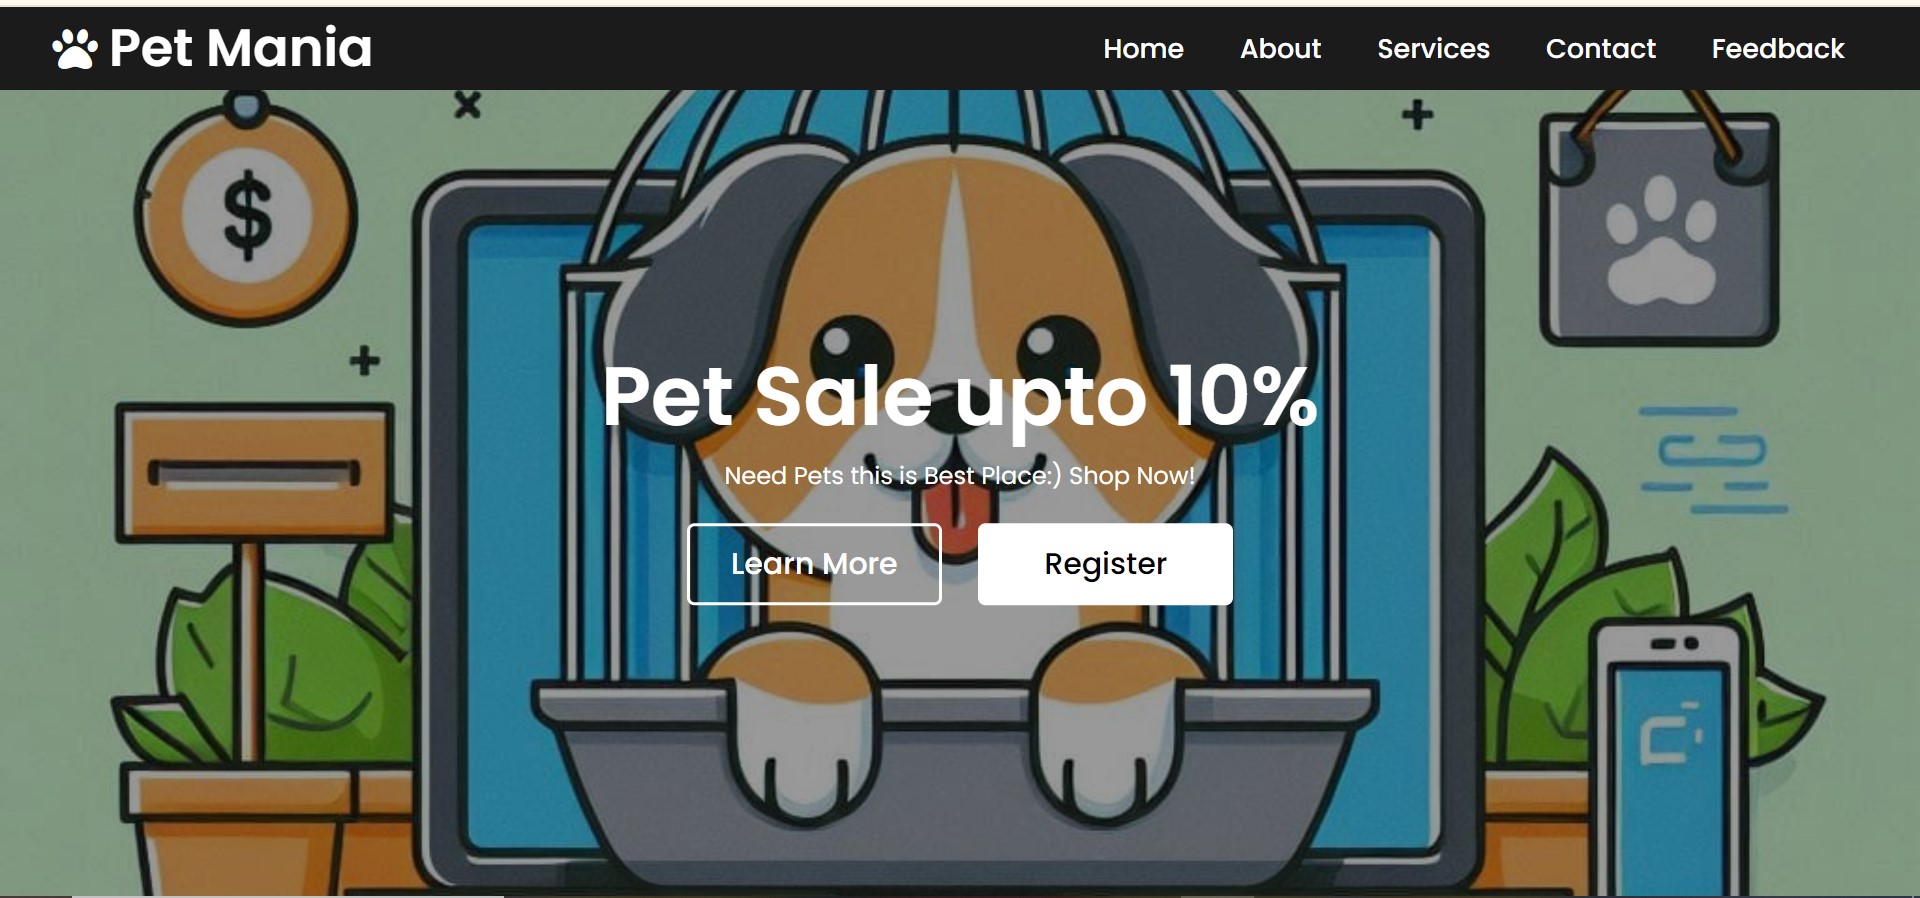 Pet Mania
Home About Services Contact Feedback
$
Pet Sale upto 10%
Need Pets this is Best Place:) Shop Now!
Learn More Register